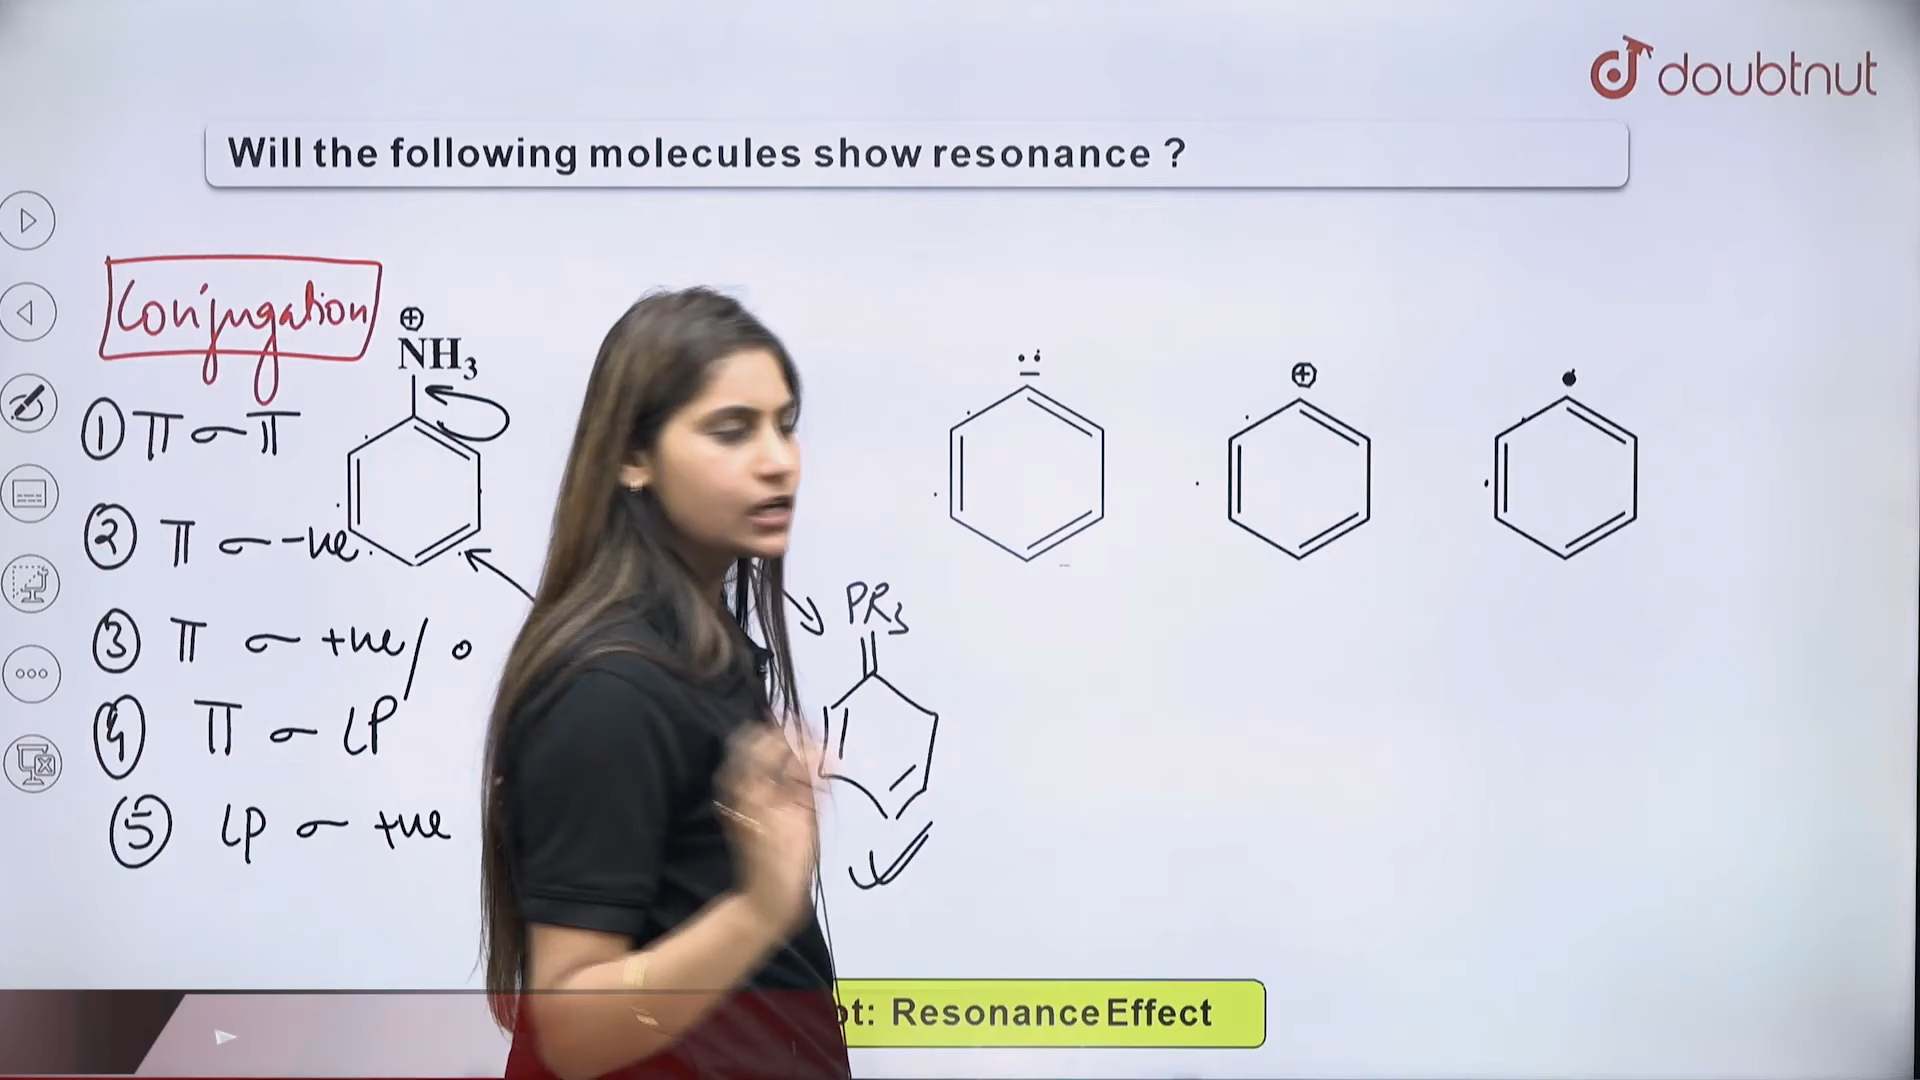 doubtnut
Will the following molecules show resonance ?
Conjugation
⊕
NH₃
① π σ π
② π σ -ve
③ π σ +ve/
④ π σ LP
⑤ LP σ +ve
⊕
PR₃
: Resonance Effect